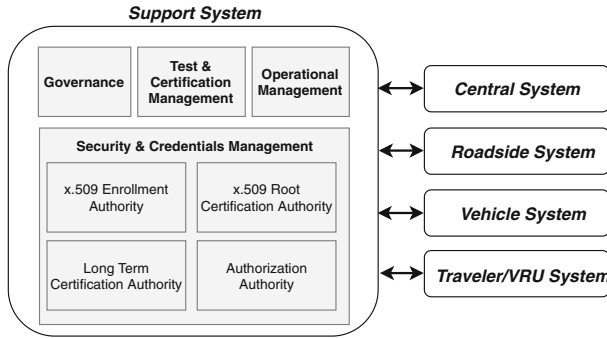 Support System
Governance
Test &
Certification
Management
Operational
Management
Security & Credentials Management
x.509 Enrollment
Authority
x.509 Root
Certification Authority
Long Term
Certification Authority
Authorization
Authority
Central System
Roadside System
Vehicle System
Traveler/VRU System